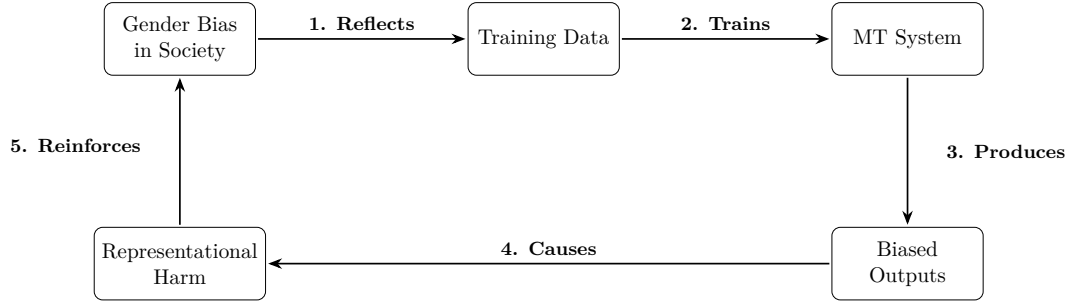 Gender Bias
in Society
1. Reflects
Training Data
2. Trains
MT System
3. Produces
Biased
Outputs
4. Causes
Representational
Harm
5. Reinforces